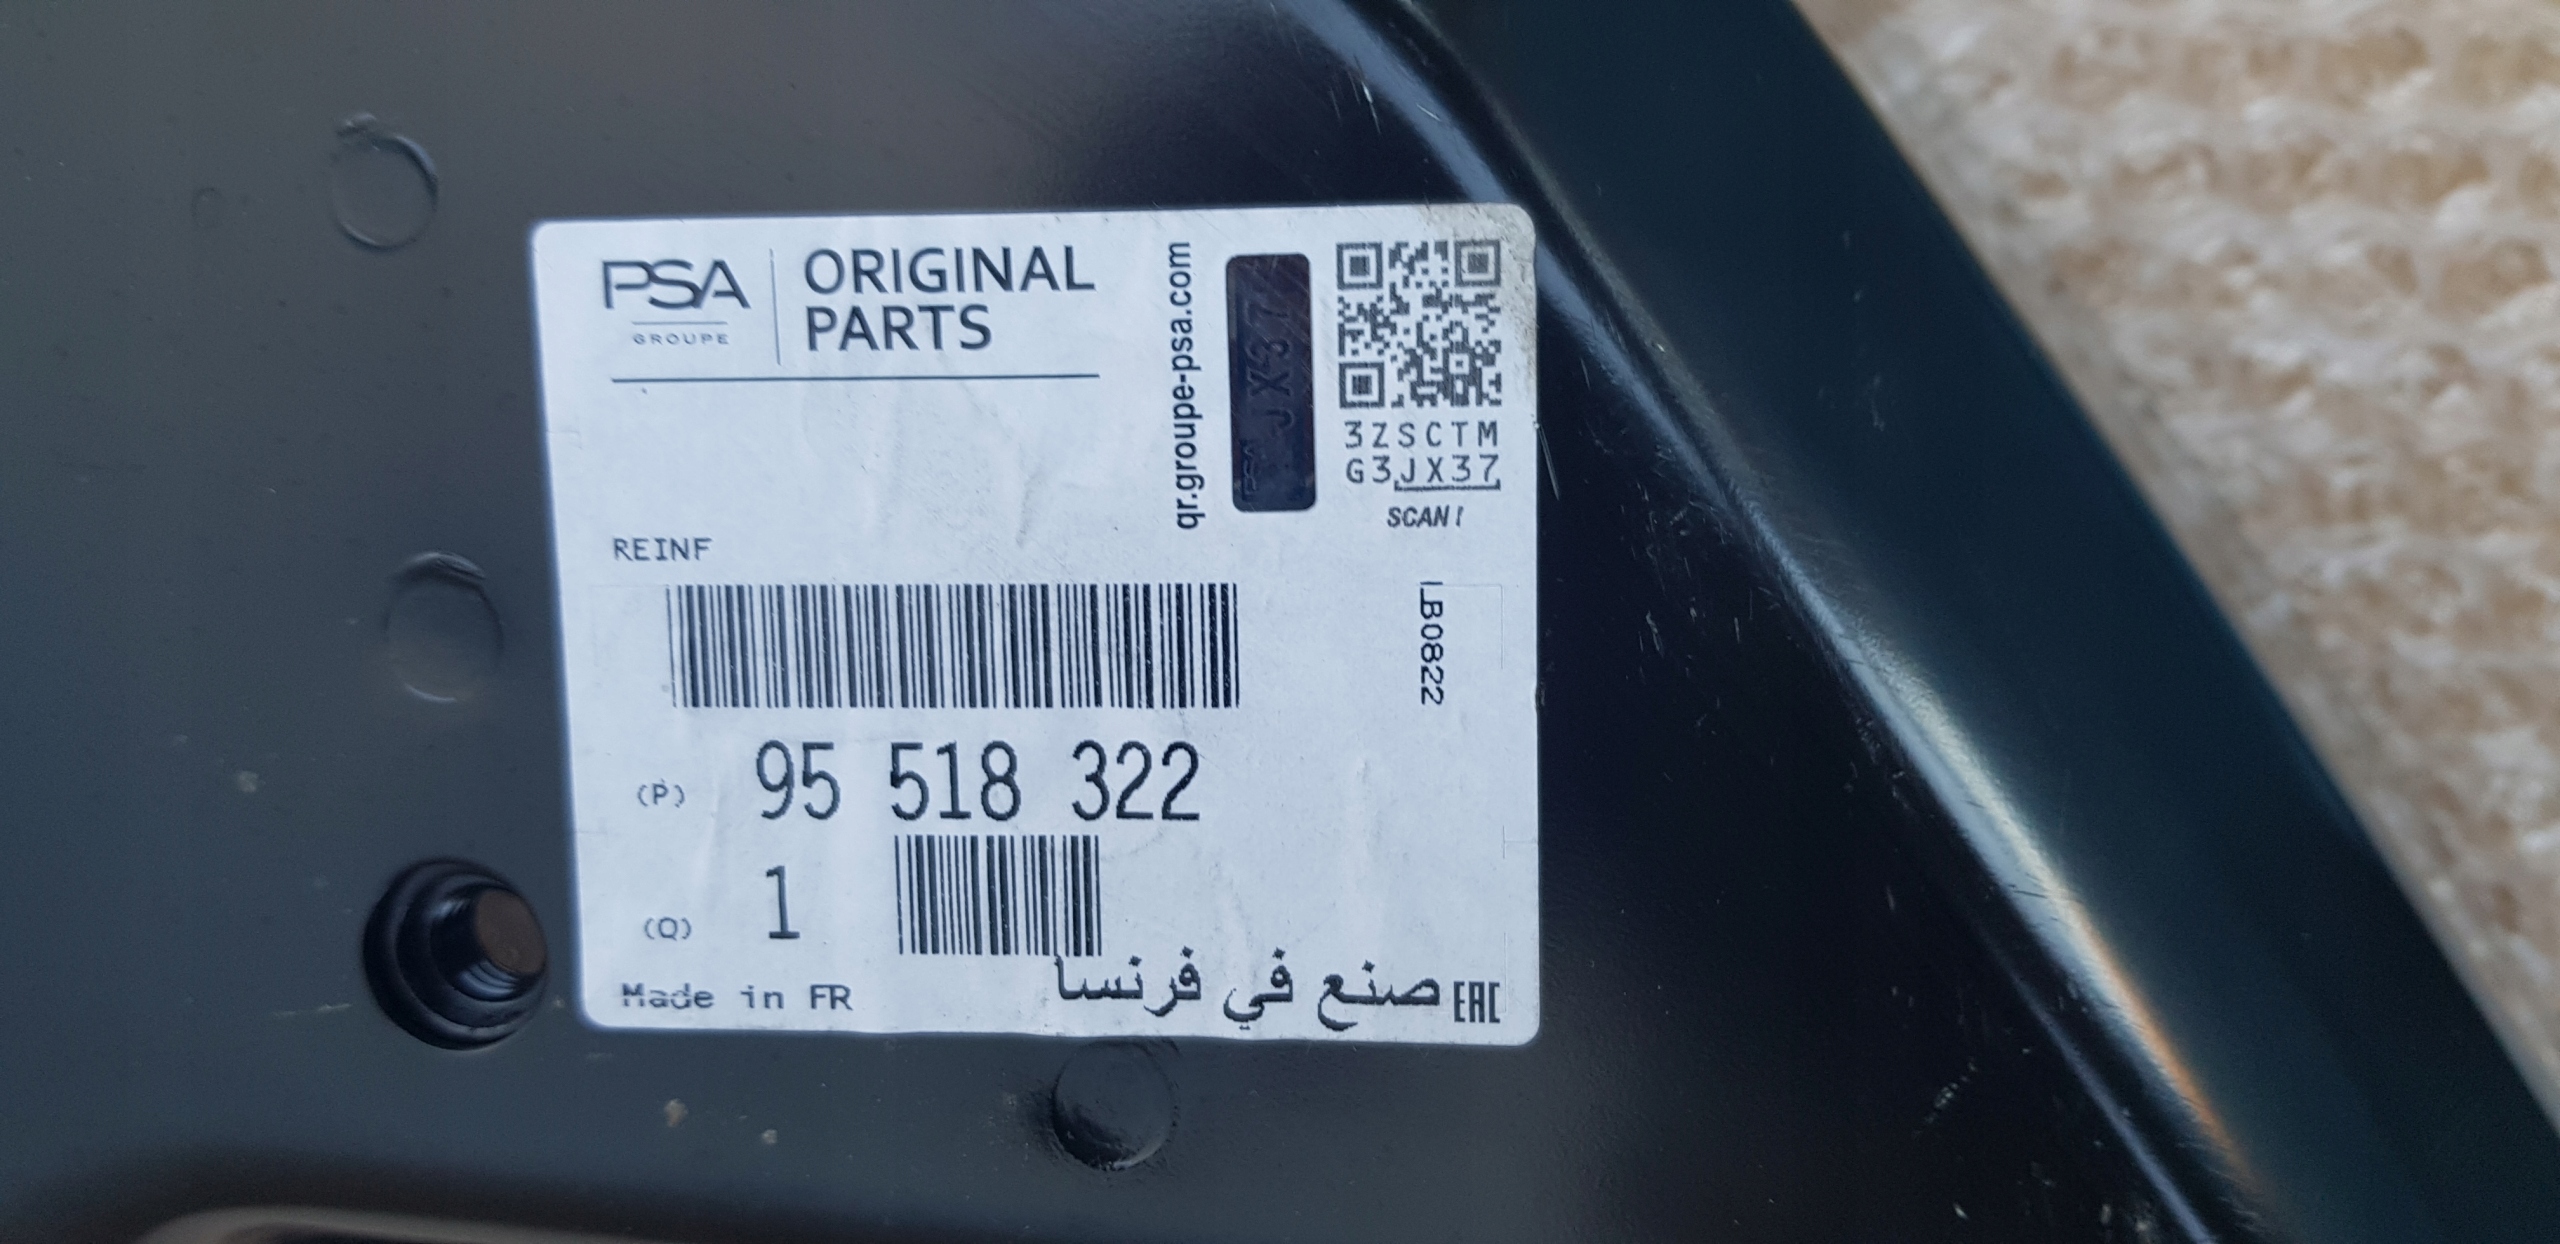 PSA
GROUPE
ORIGINAL
PARTS
qr.groupe-psa.com
PSA JX37
3ZSCTM
G3JX37
SCAN!
REINF
LB0822
(P) 95 518 322
(Q) 1
Made in FR
صنع في فرنسا
EAC